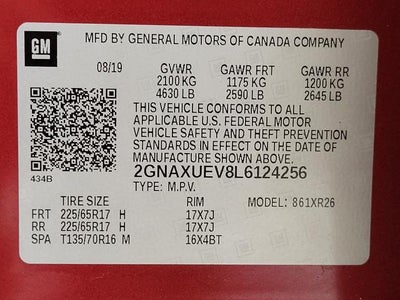 GM
MFD BY GENERAL MOTORS OF CANADA COMPANY
08/19 GVWR GAWR FRT GAWR RR
2100 KG 1175 KG 1200 KG
4630 LB 2590 LB 2645 LB
THIS VEHICLE CONFORMS TO ALL
APPLICABLE U.S. FEDERAL MOTOR
VEHICLE SAFETY AND THEFT PREVENTION
STANDARDS IN EFFECT ON THE DATE OF
MANUFACTURE SHOWN ABOVE.
434B
2GNAXUEV8L6124256
TYPE: M.P.V.
TIRE SIZE RIM MODEL: 861XR26
FRT 225/65R17 H 17X7J
RR 225/65R17 H 17X7J
SPA T135/70R16 M 16X4BT